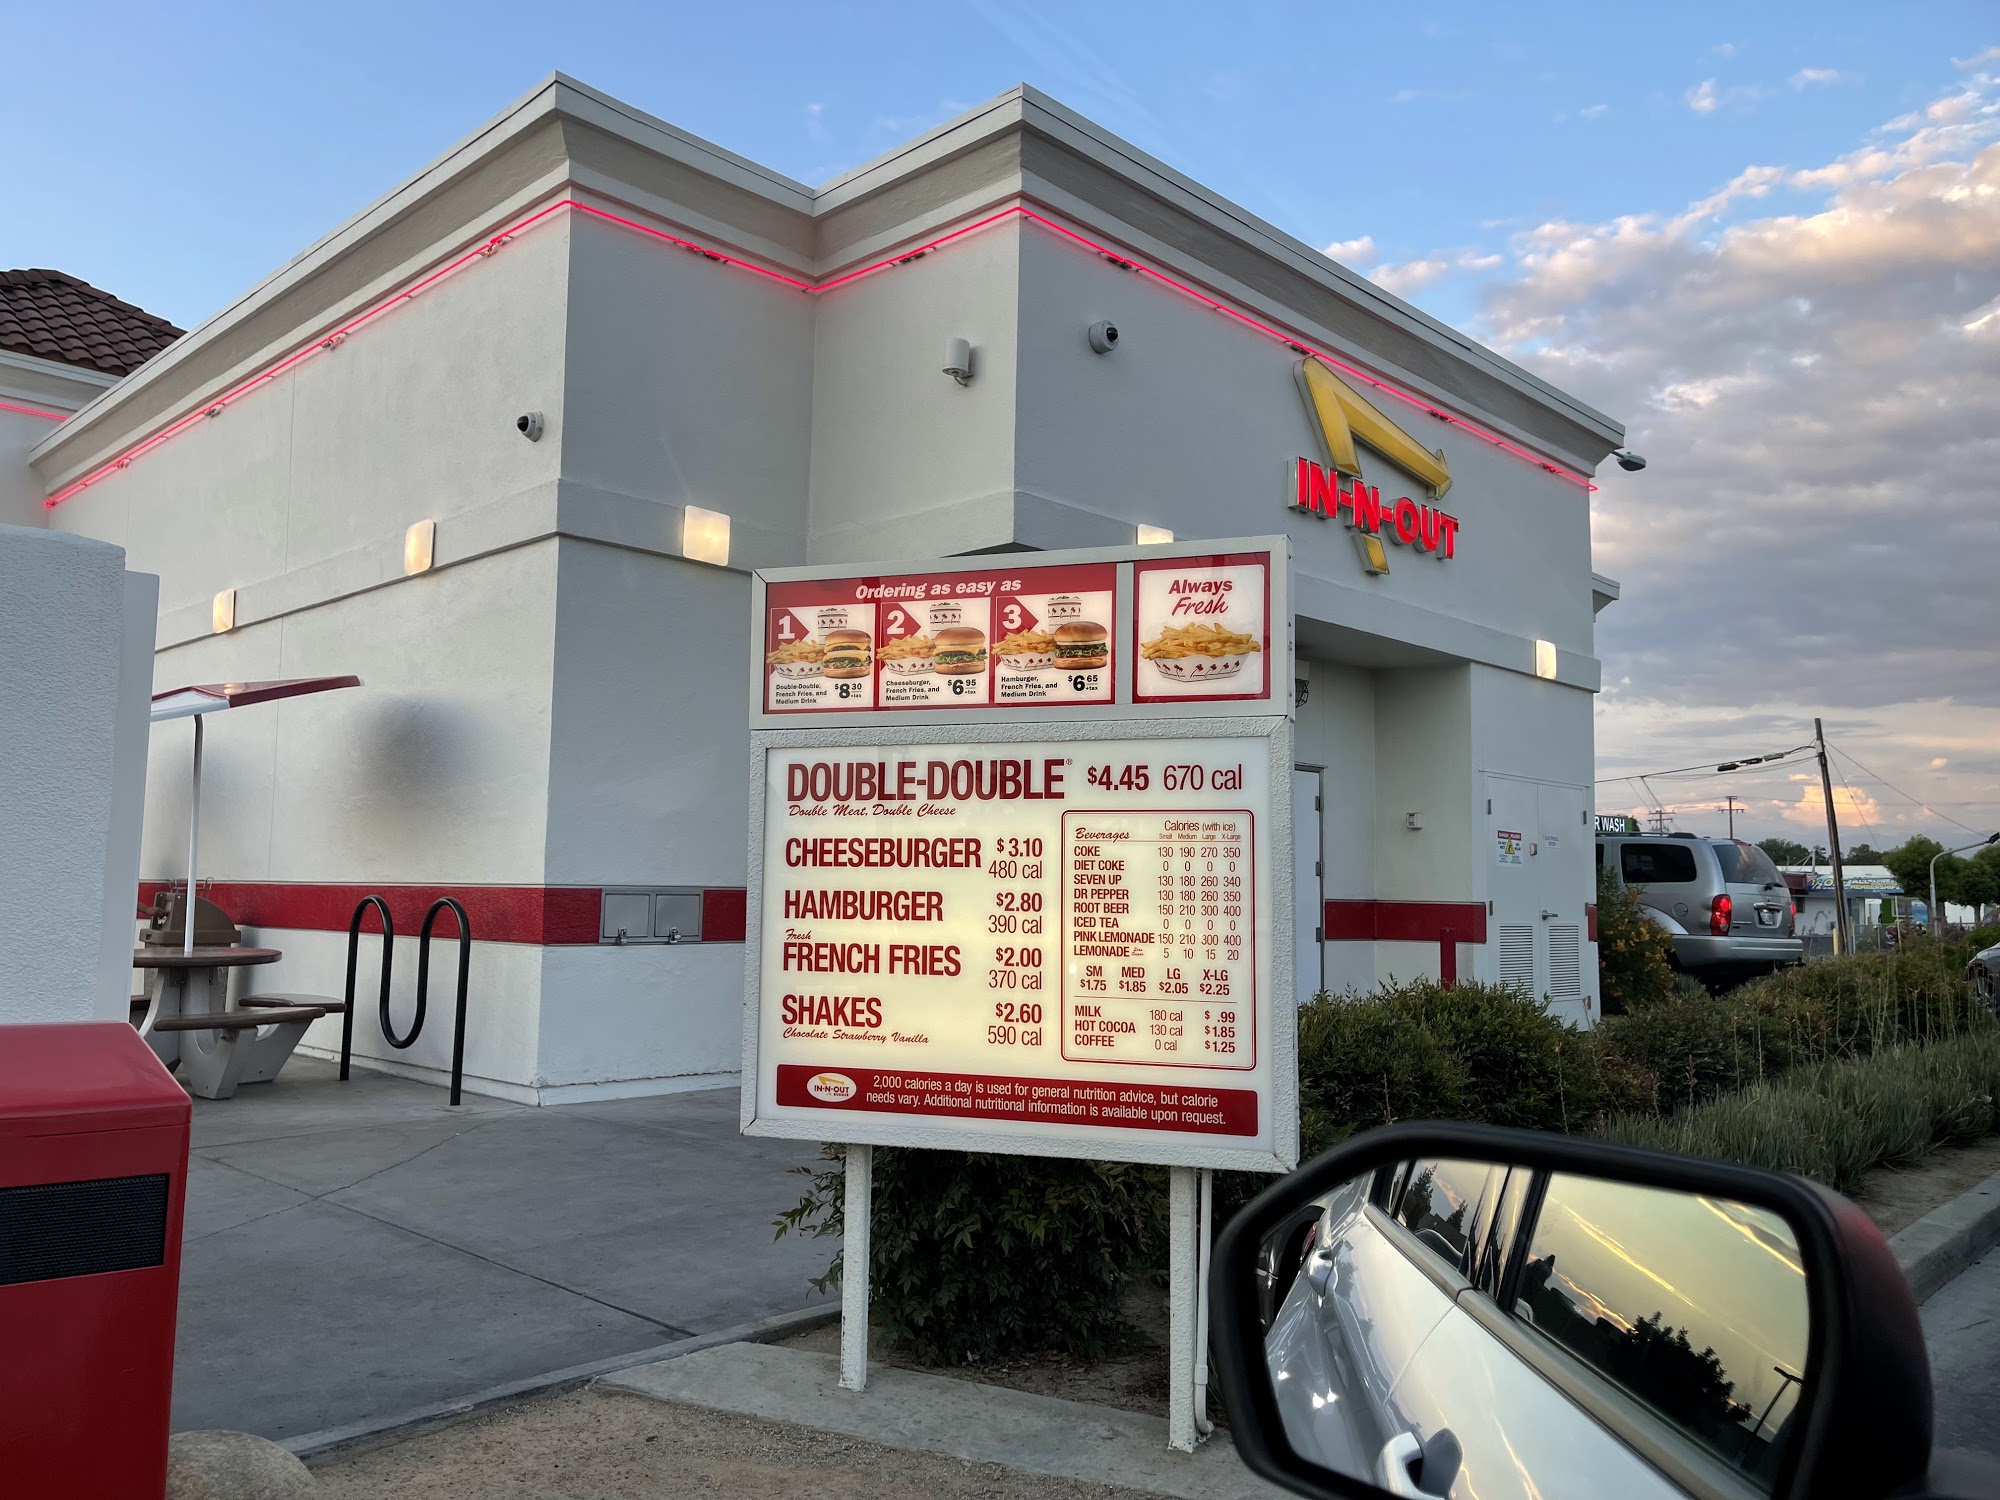 IN-N-OUT
Ordering as easy as
1
2
3
Double-Double,
French Fries, and
Medium Drink
$8 30
+tax
Cheeseburger,
French Fries, and
Medium Drink
$6 95
+tax
Hamburger,
French Fries, and
Medium Drink
$6 65
+tax
Always
Fresh
DOUBLE-DOUBLE® $4.45 670 cal
Double Meat, Double Cheese
CHEESEBURGER $3.10
480 cal
HAMBURGER $2.80
390 cal
Fresh
FRENCH FRIES $2.00
370 cal
SHAKES $2.60
Chocolate Strawberry Vanilla 590 cal
Beverages Calories (with ice)
Small Medium Large X-Large
COKE 130 190 270 350
DIET COKE 0 0 0 0
SEVEN UP 130 180 260 340
DR PEPPER 130 180 260 350
ROOT BEER 150 210 300 400
ICED TEA 0 0 0 0
PINK LEMONADE 150 210 300 400
LEMONADE 5 10 15 20
SM MED LG X-LG
$1.75 $1.85 $2.05 $2.25
MILK 180 cal $ .99
HOT COCOA 130 cal $1.85
COFFEE 0 cal $1.25
IN-N-OUT
BURGER
2,000 calories a day is used for general nutrition advice, but calorie
needs vary. Additional nutritional information is available upon request.
R WASH